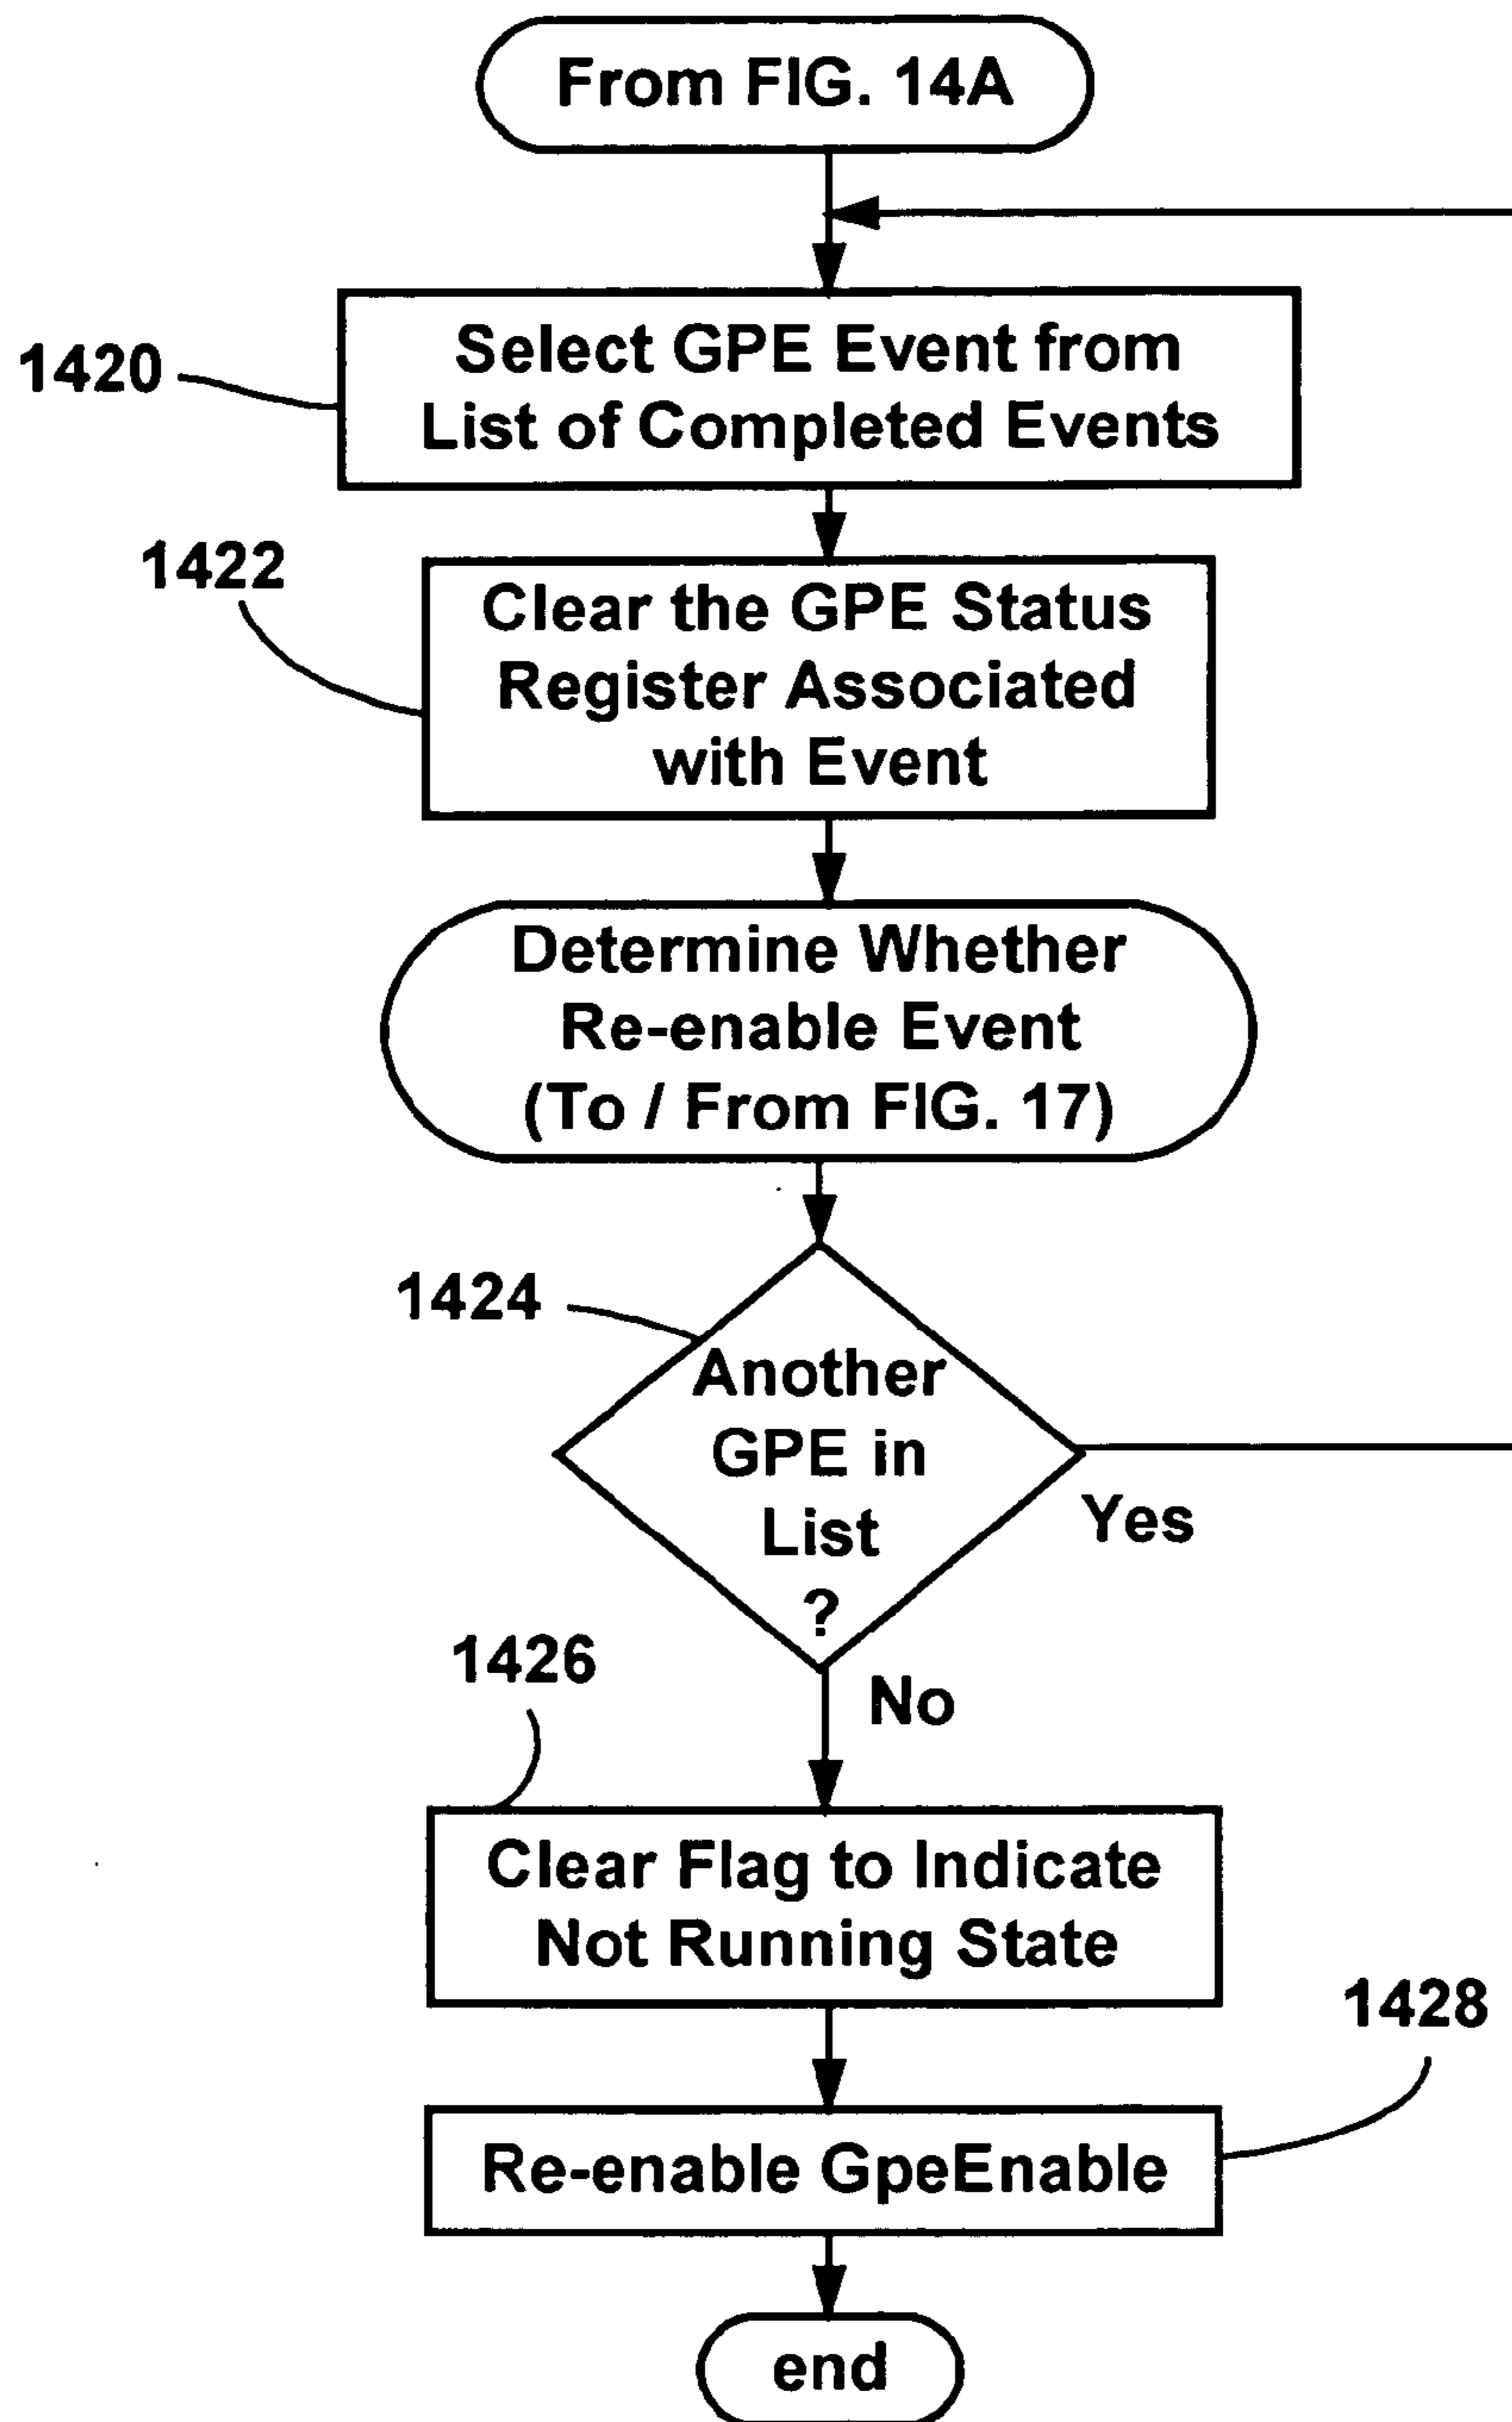 From FIG. 14A
1420
Select GPE Event from
List of Completed Events
1422
Clear the GPE Status
Register Associated
with Event
Determine Whether
Re-enable Event
(To / From FIG. 17)
1424
Another
GPE in
List
?
Yes
No
1426
Clear Flag to Indicate
Not Running State
1428
Re-enable GpeEnable
end